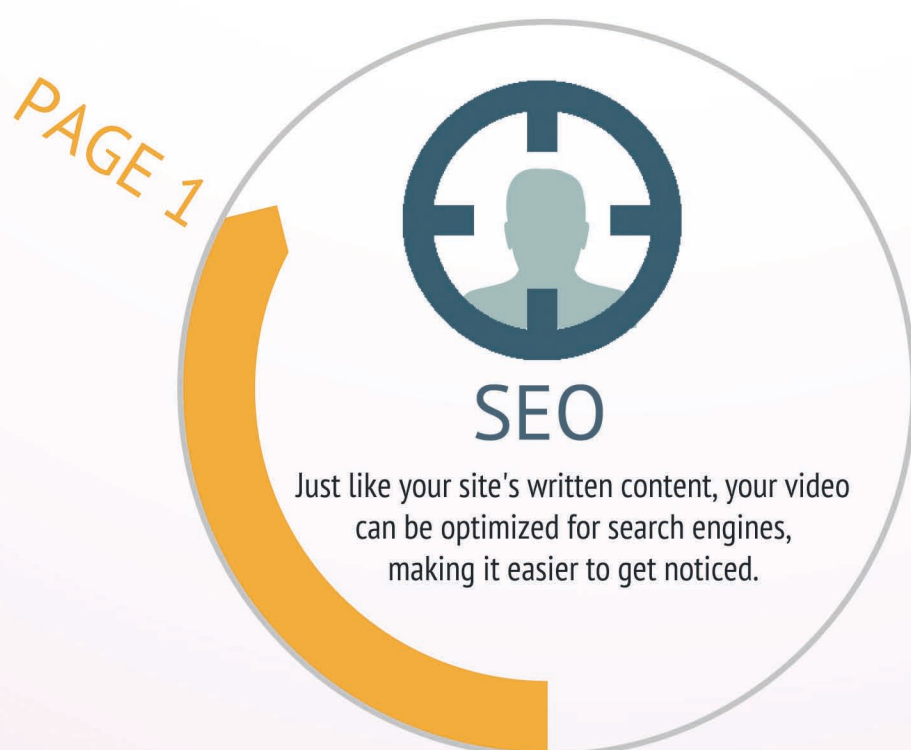 PAGE 1
SEO
Just like your site's written content, your video
can be optimized for search engines,
making it easier to get noticed.